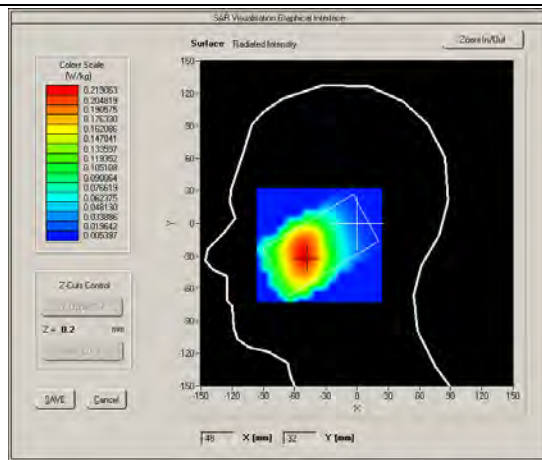 SAR Visualisation Graphical Interface
Surface Radiated Intensity
Zoom In/Out
Colors Scale
(W/kg)
0.219063
0.204819
0.190575
0.176330
0.162086
0.147841
0.133597
0.119352
0.105108
0.090864
0.076619
0.062375
0.048130
0.033886
0.019642
0.005397
150
120
90
60
30
0
-30
-60
-90
-120
-150
Y
-150 -120 -90 -60 -30 0 30 60 90 120 150
X
Z-Cuts Control
Z = 0.2 mm
SAVE Cancel
-48 X (mm) -32 Y (mm)